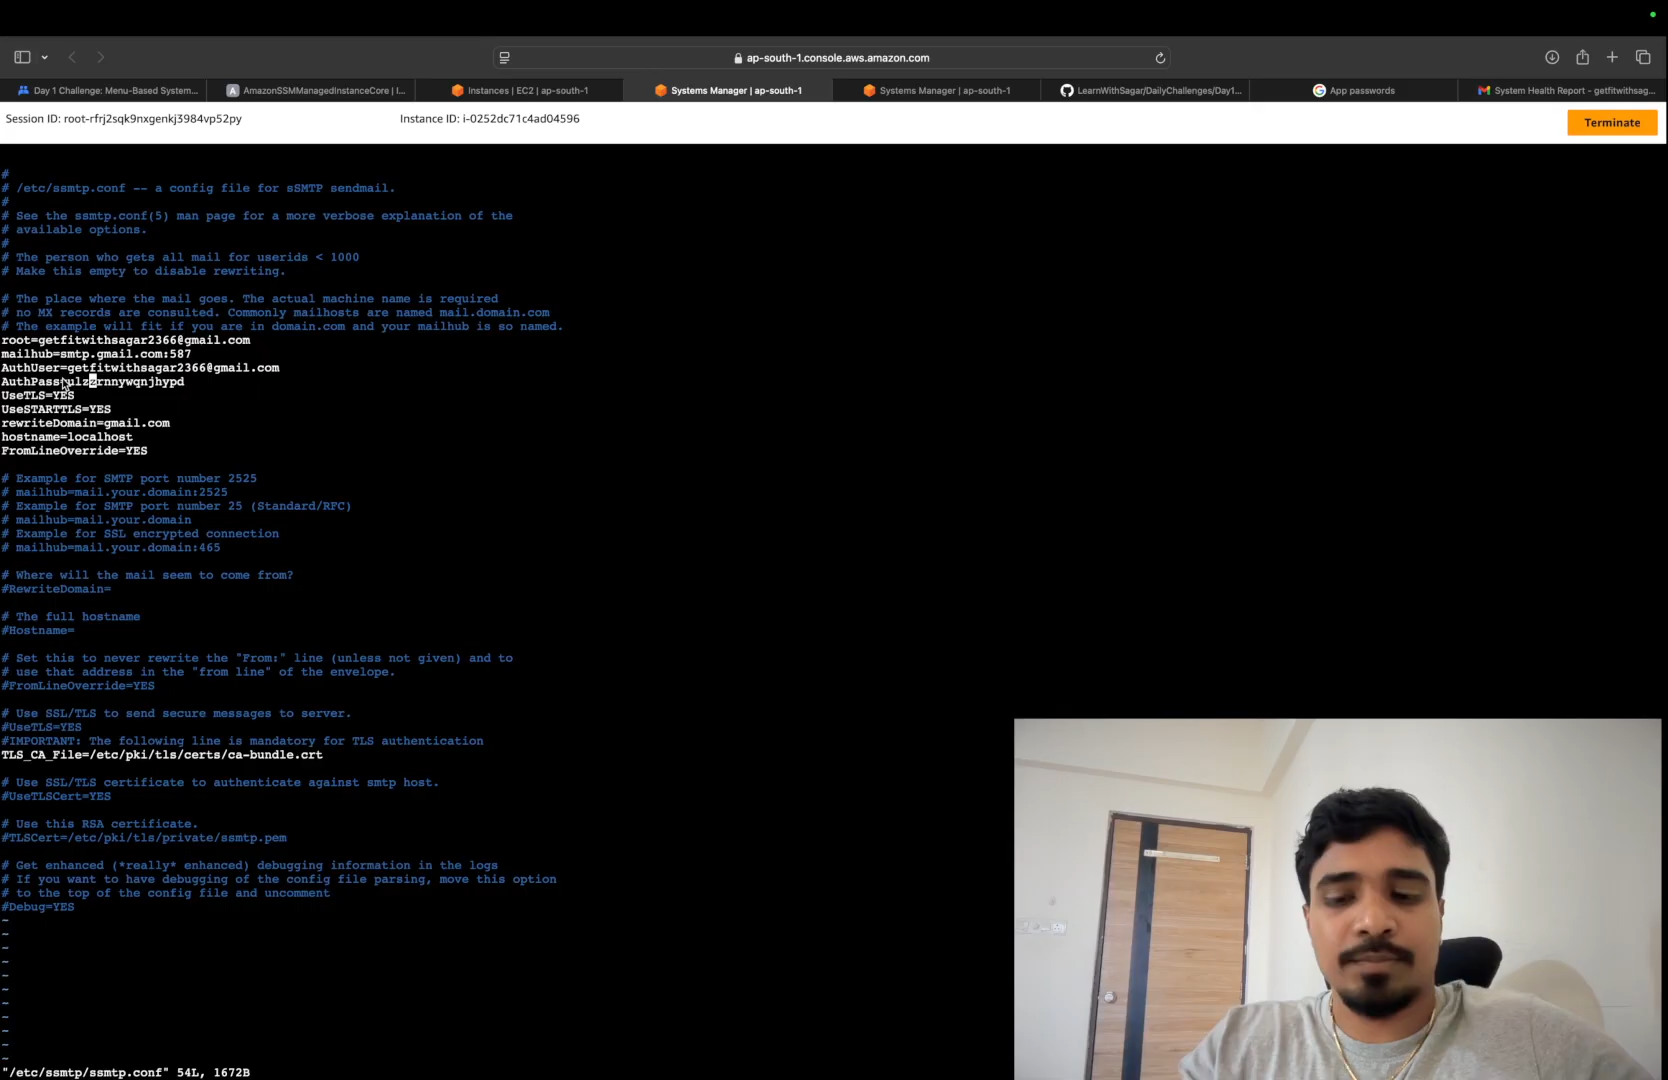 ap-south-1.console.aws.amazon.com
Day 1 Challenge: Menu-Based System...
AmazonSSMManagedInstanceCore | I...
Instances | EC2 | ap-south-1
Systems Manager | ap-south-1
Systems Manager | ap-south-1
LearnWithSagar/DailyChallenges/Day1...
App passwords
System Health Report - getfitwithsag...
Session ID: root-rfrj2sqk9nxgenkj3984vp52py
Instance ID: i-0252dc71c4ad04596
Terminate
#
# /etc/ssmtp.conf -- a config file for sSMTP sendmail.
#
# See the ssmtp.conf(5) man page for a more verbose explanation of the
# available options.
#
# The person who gets all mail for userids < 1000
# Make this empty to disable rewriting.
# The place where the mail goes. The actual machine name is required
# no MX records are consulted. Commonly mailhosts are named mail.domain.com
# The example will fit if you are in domain.com and your mailhub is so named.
root=getfitwithsagar2366@gmail.com
mailhub=smtp.gmail.com:587
AuthUser=getfitwithsagar2366@gmail.com
AuthPass=ulzzrnnywqnjhypd
UseTLS=YES
UseSTARTTLS=YES
rewriteDomain=gmail.com
hostname=localhost
FromLineOverride=YES
# Example for SMTP port number 2525
# mailhub=mail.your.domain:2525
# Example for SMTP port number 25 (Standard/RFC)
# mailhub=mail.your.domain
# Example for SSL encrypted connection
# mailhub=mail.your.domain:465
# Where will the mail seem to come from?
#RewriteDomain=
# The full hostname
#Hostname=
# Set this to never rewrite the "From:" line (unless not given) and to
# use that address in the "from line" of the envelope.
#FromLineOverride=YES
# Use SSL/TLS to send secure messages to server.
#UseTLS=YES
#IMPORTANT: The following line is mandatory for TLS authentication
TLS_CA_File=/etc/pki/tls/certs/ca-bundle.crt
# Use SSL/TLS certificate to authenticate against smtp host.
#UseTLSCert=YES
# Use this RSA certificate.
#TLSCert=/etc/pki/tls/private/ssmtp.pem
# Get enhanced (*really* enhanced) debugging information in the logs
# If you want to have debugging of the config file parsing, move this option
# to the top of the config file and uncomment
#Debug=YES
~
~
~
~
~
~
~
~
~
~
~
"/etc/ssmtp/ssmtp.conf" 54L, 1672B